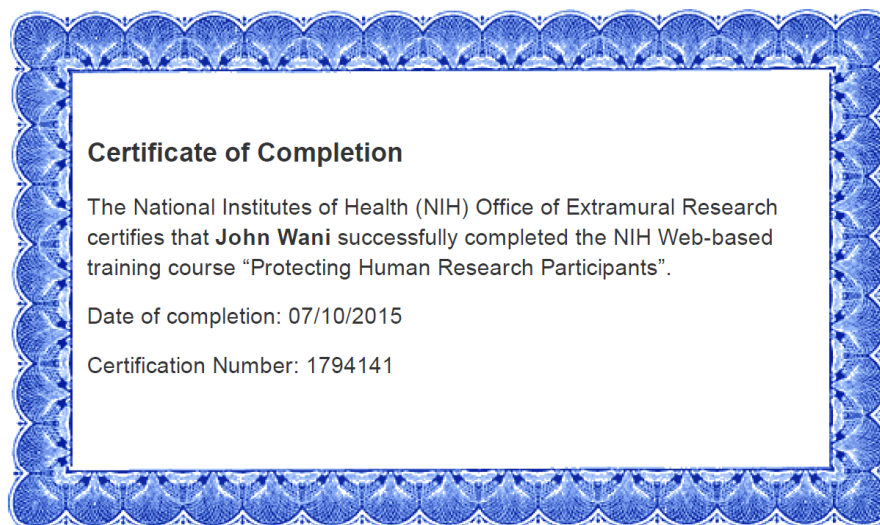 Certificate of Completion
The National Institutes of Health (NIH) Office of Extramural Research
certifies that John Wani successfully completed the NIH Web-based
training course “Protecting Human Research Participants”.
Date of completion: 07/10/2015
Certification Number: 1794141